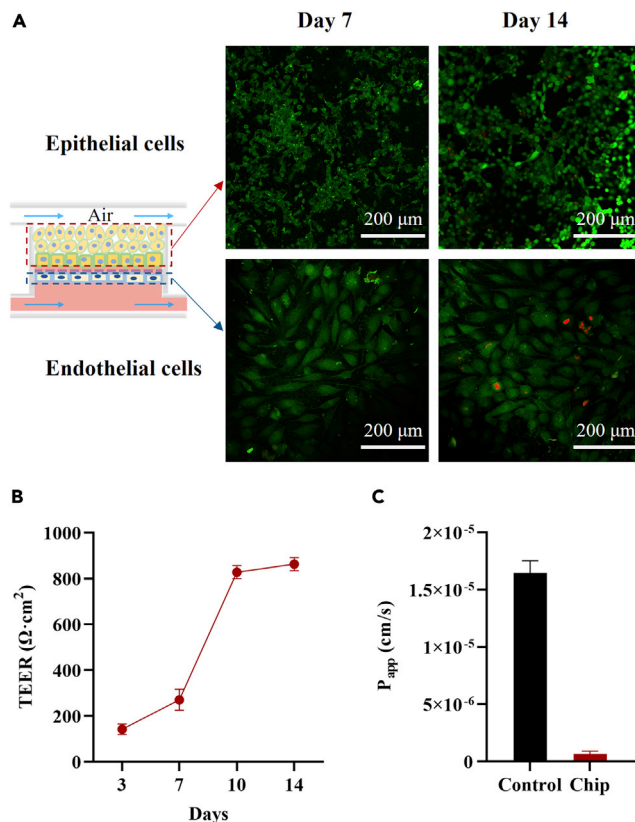 A
Day 7
Day 14
Epithelial cells
Air
200 μm
200 μm
Endothelial cells
200 μm
200 μm
B
1000
800
600
400
200
0
TEER (Ω·cm²)
3
7
10
14
Days
C
2×10⁻⁵
1.5×10⁻⁵
1×10⁻⁵
5×10⁻⁶
0
Papp (cm/s)
Control
Chip